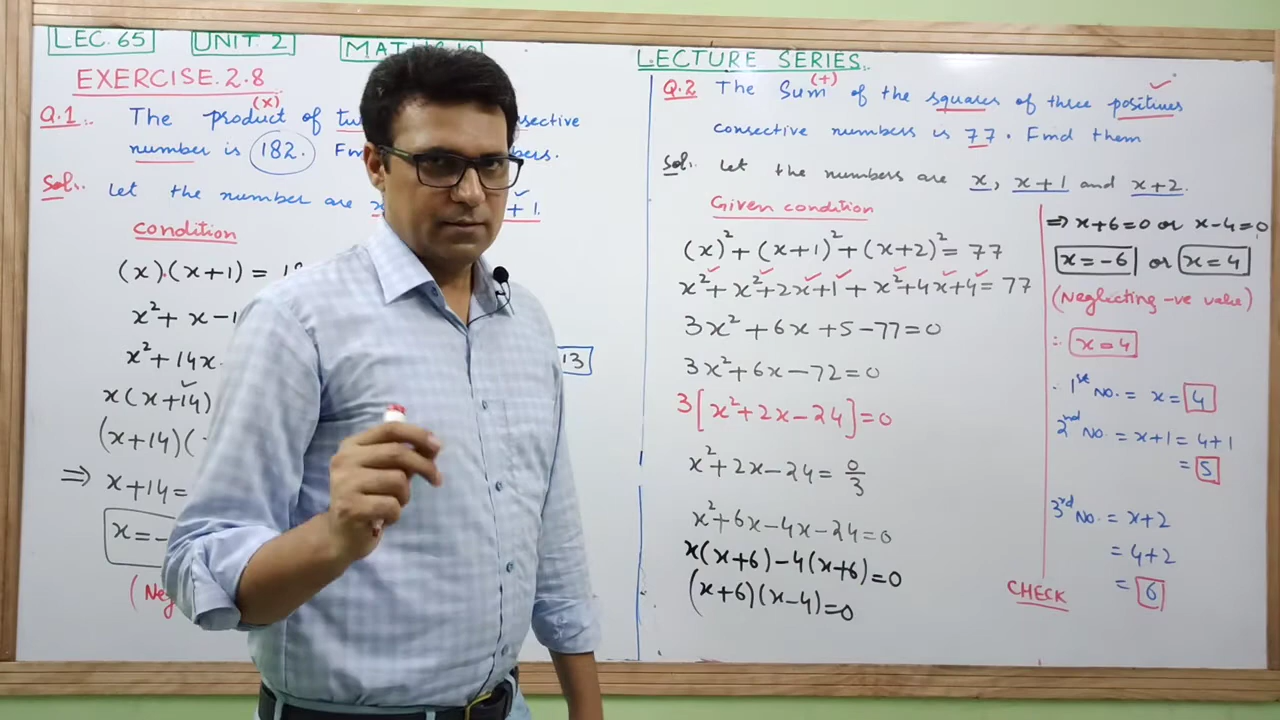 LEC. 65 UNIT. 2
LECTURE SERIES.
EXERCISE. 2.8
Q.1 The product of
(x)
consective
number is 182.
numbers.
Sol:. Let the number are
+1.
condition
(x).(x+1) =
x²+ x-1
x²+ 14x
13
x(x+14)
(x+14)(
⇒ x+14=
x=-
Q.2 The Sum (+) of the squares of three positives
consective numbers is 77. Find them
Sol:. Let the numbers are x, x+1 and x+2.
Given condition
(x)²+(x+1)²+(x+2)²=77
x²+x²+2x+1+x²+4x+4=77
3x²+6x+5-77=0
3x²+6x-72=0
3[x²+2x-24]=0
x²+2x-24=0/3
x²+6x-4x-24=0
x(x+6)-4(x+6)=0
(x+6)(x-4)=0
⇒ x+6=0 or x-4=0
x=-6 or x=4
(Neglecting -ve value)
∴ x=4
∴ 1st No. = x = 4
2nd No. = x+1 = 4+1
= 5
3rd No. = x+2
= 4+2
= 6
CHECK